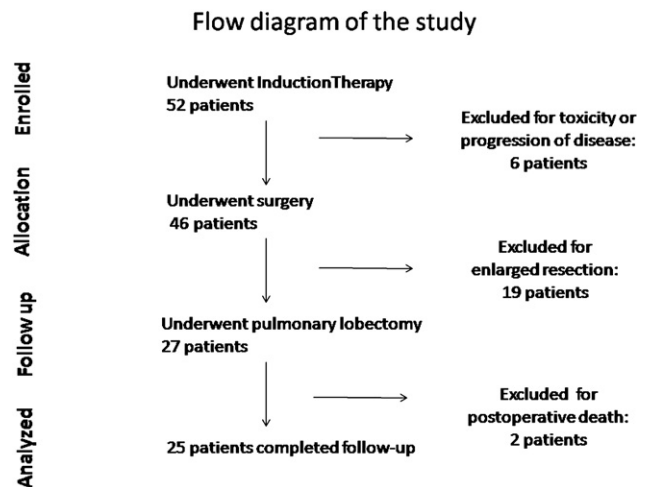 Flow diagram of the study
Enrolled
Underwent InductionTherapy
52 patients
Excluded for toxicity or
progression of disease:
6 patients
Allocation
Underwent surgery
46 patients
Excluded for
enlarged resection:
19 patients
Follow up
Underwent pulmonary lobectomy
27 patients
Excluded for
postoperative death:
2 patients
Analyzed
25 patients completed follow-up